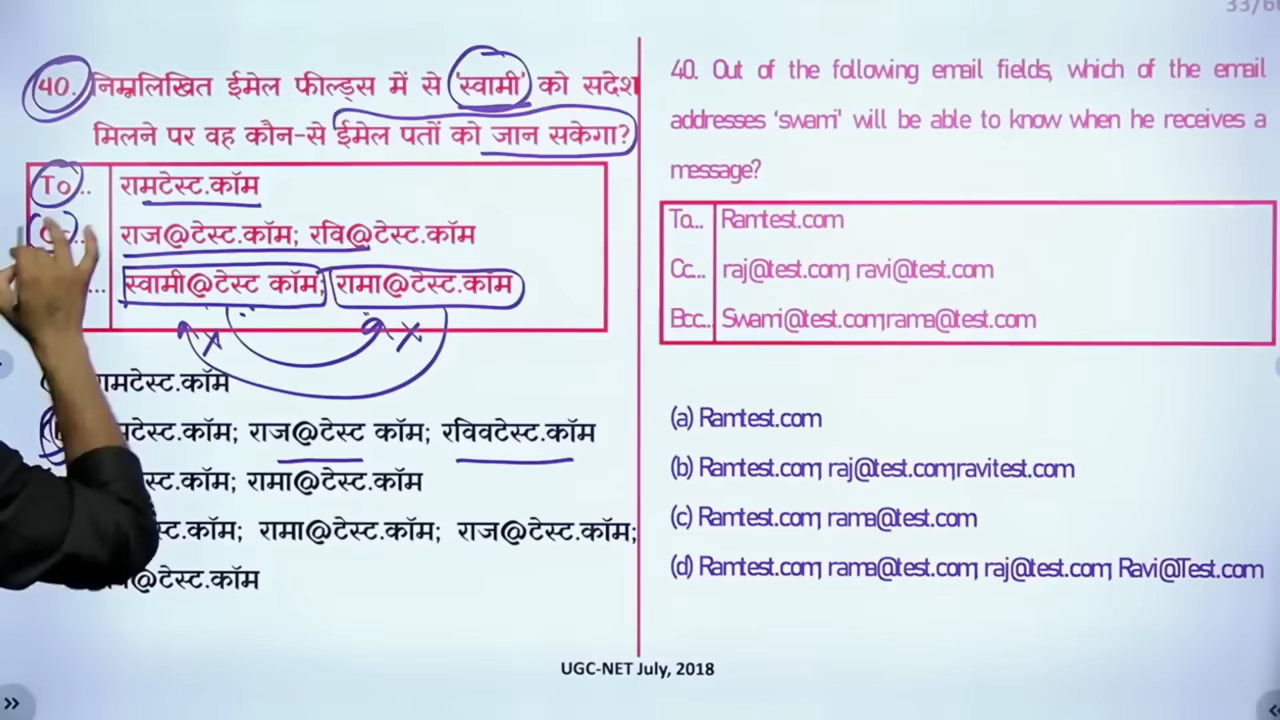 33/60
40. निम्नलिखित ईमेल फील्ड्स में से 'स्वामी' को संदेश
मिलने पर वह कौन-से ईमेल पतों को जान सकेगा?
To.. रामटेस्ट.कॉम
राज@टेस्ट.कॉम; रवि@टेस्ट.कॉम
स्वामी@टेस्ट कॉम; रामा@टेस्ट.कॉम
रामटेस्ट.कॉम
राज@टेस्ट कॉम; रविवटेस्ट.कॉम
रामा@टेस्ट.कॉम
रामा@टेस्ट.कॉम; राज@टेस्ट.कॉम;
40. Out of the following email fields, which of the email
addresses ‘swami’ will be able to know when he receives a
message?
To... Ramtest.com
Cc... raj@test.com; ravi@test.com
Bcc.. Swami@test.com;rama@test.com
(a) Ramtest.com
(b) Ramtest.com; raj@test.com;ravitest.com
(c) Ramtest.com; rama@test.com
(d) Ramtest.com; rama@test.com; raj@test.com; Ravi@Test.com
UGC-NET July, 2018